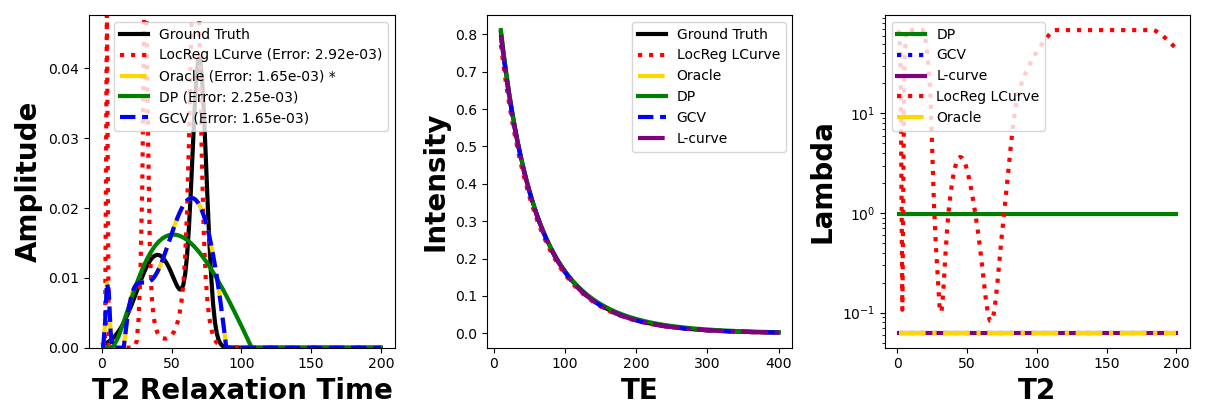 Amplitude
0.04
0.03
0.02
0.01
0.00
0
50
100
150
200
T2 Relaxation Time
Ground Truth
LocReg LCurve (Error: 2.92e-03)
Oracle (Error: 1.65e-03) *
DP (Error: 2.25e-03)
GCV (Error: 1.65e-03)
Intensity
0.8
0.7
0.6
0.5
0.4
0.3
0.2
0.1
0.0
0
100
200
300
400
TE
Ground Truth
LocReg LCurve
Oracle
DP
GCV
L-curve
Lambda
10¹
10⁰
10⁻¹
0
50
100
150
200
T2
DP
GCV
L-curve
LocReg LCurve
Oracle